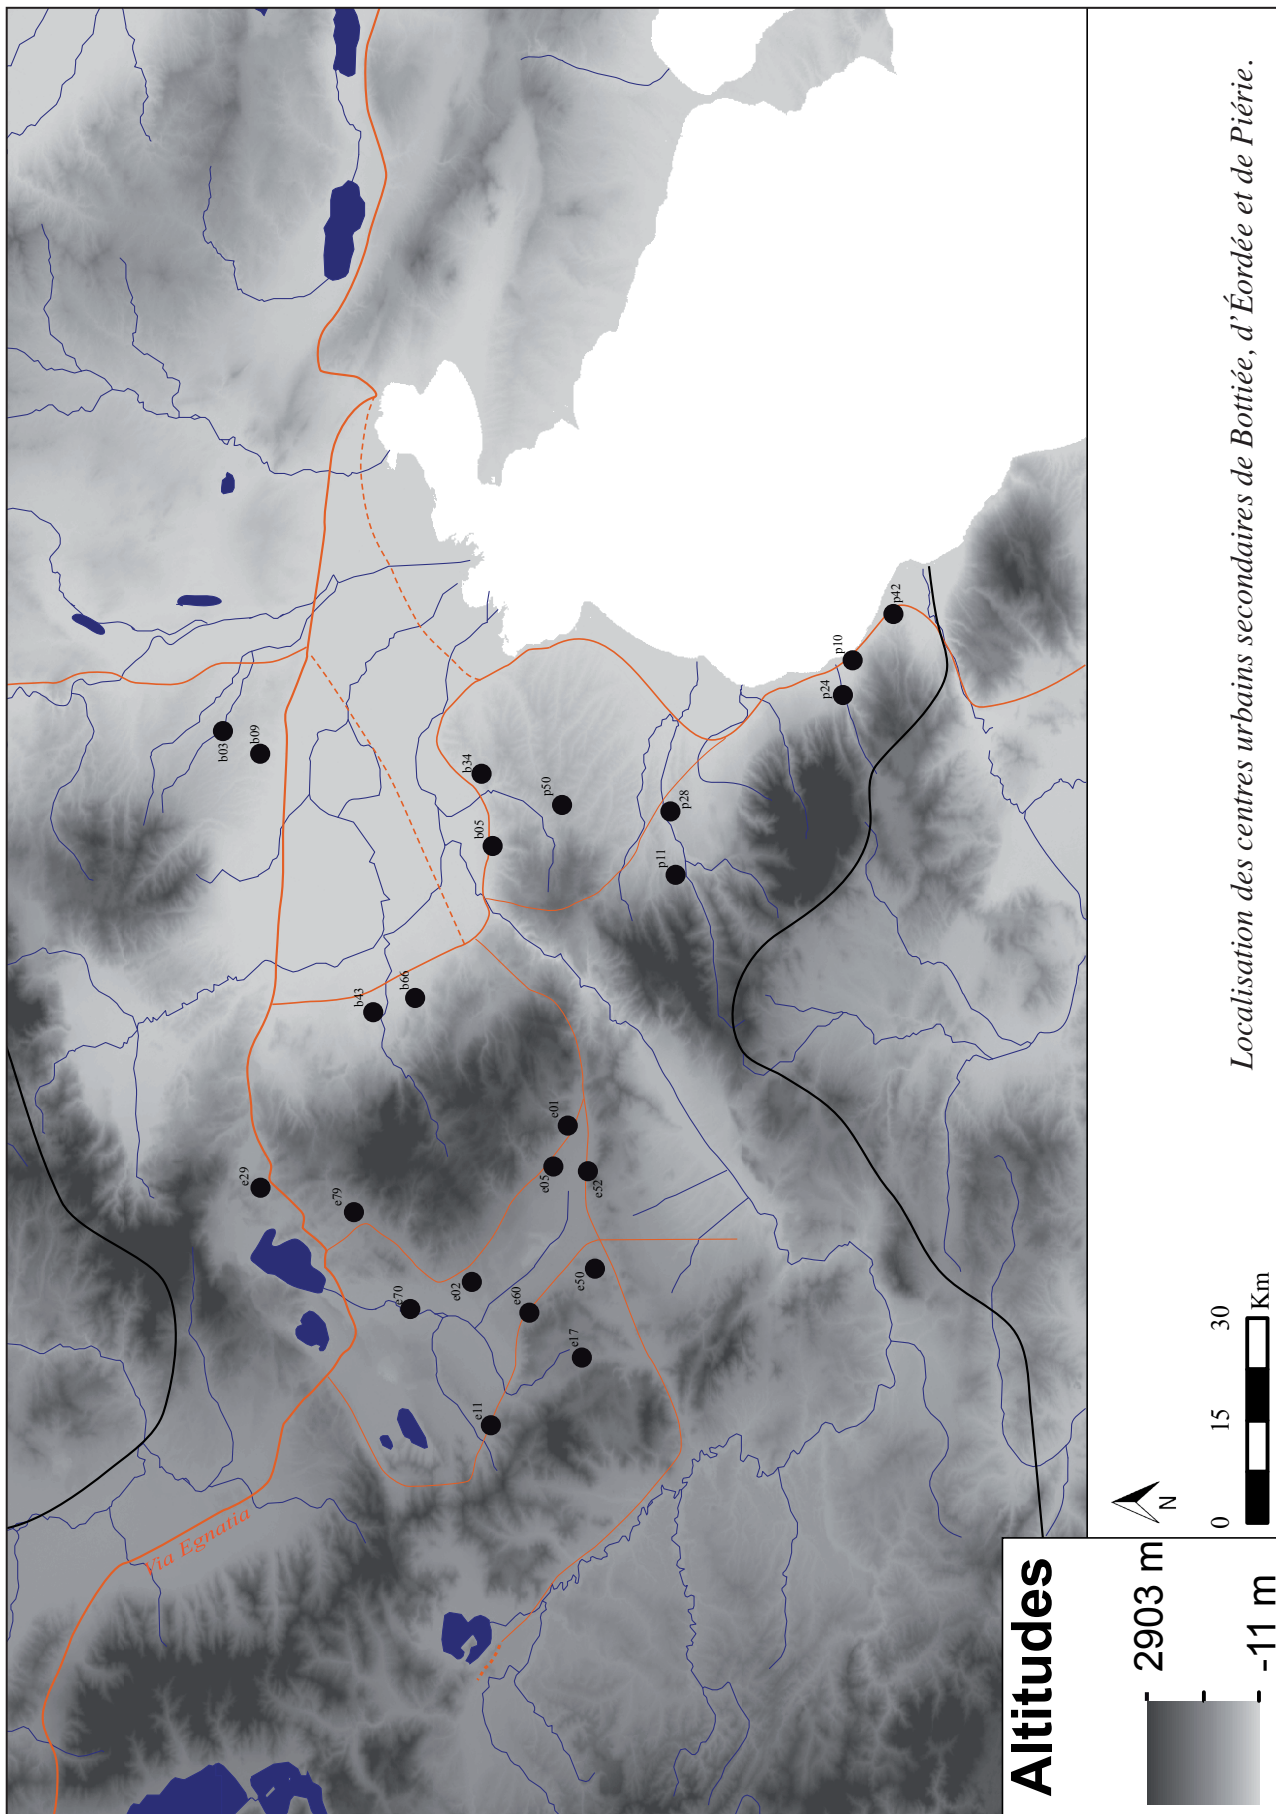 Via Egnatia
e29
e79
e70
e02
e60
e11
e17
e50
e05
e52
e01
b43
b66
b03
b09
b34
b05
p50
p28
p11
p24
p10
p42
Altitudes
2903 m
-11 m
N
0 15 30
Km
Localisation des centres urbains secondaires de Bottiée, d'Éordée et de Piérie.